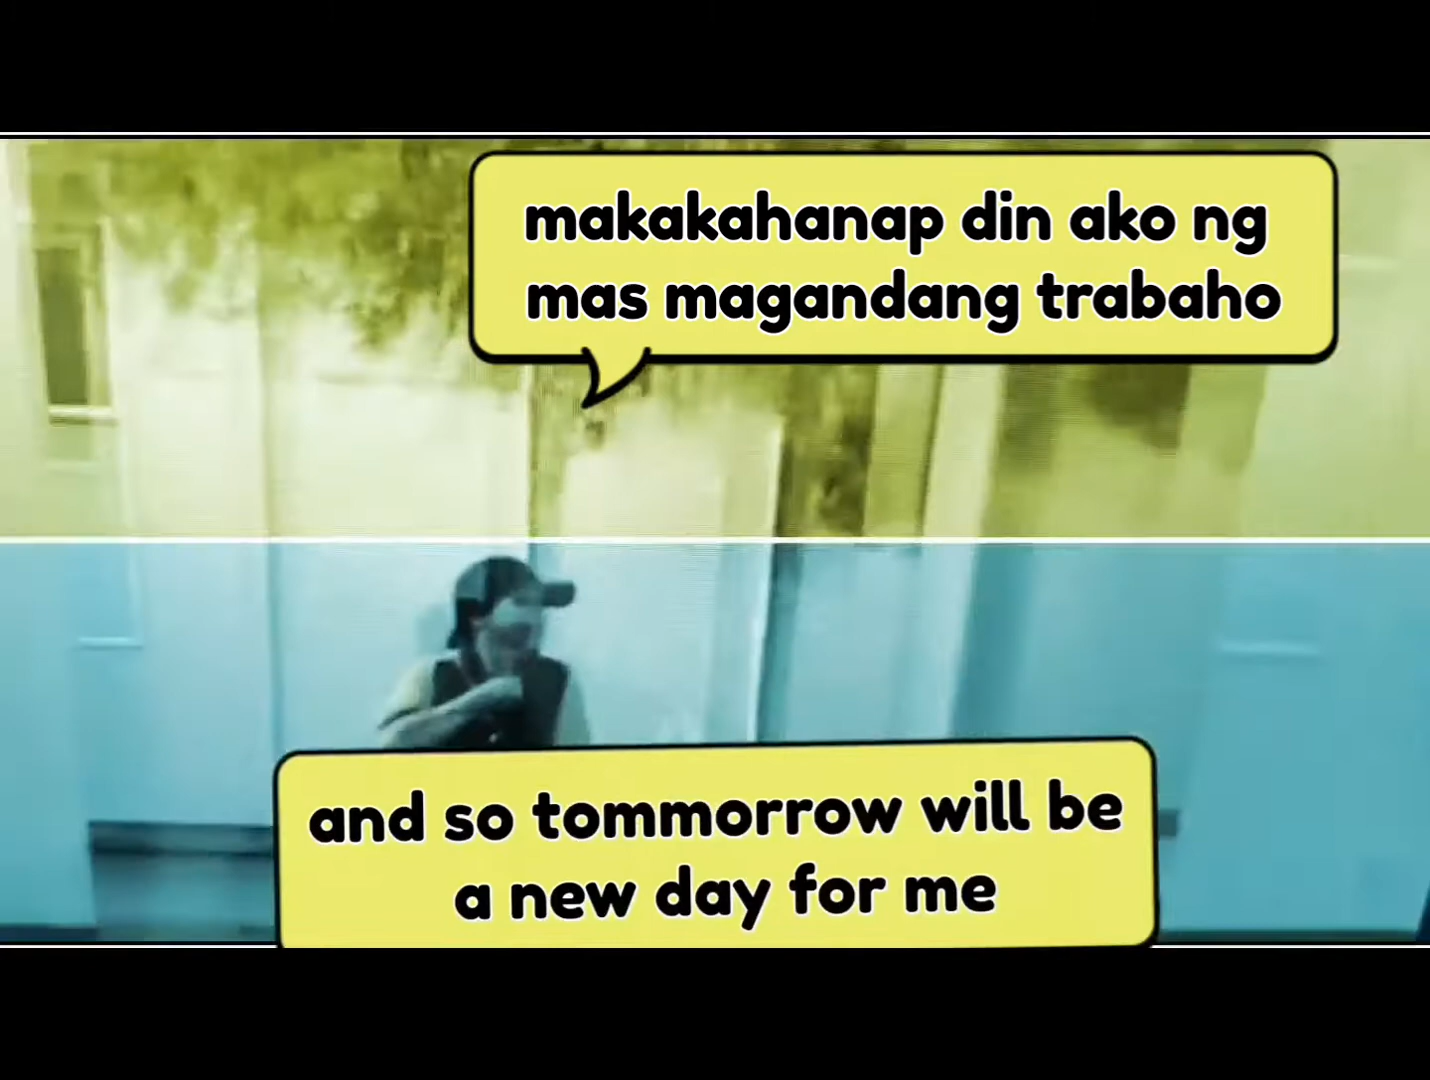 makakahanap din ako ng
mas magandang trabaho
and so tommorrow will be
a new day for me